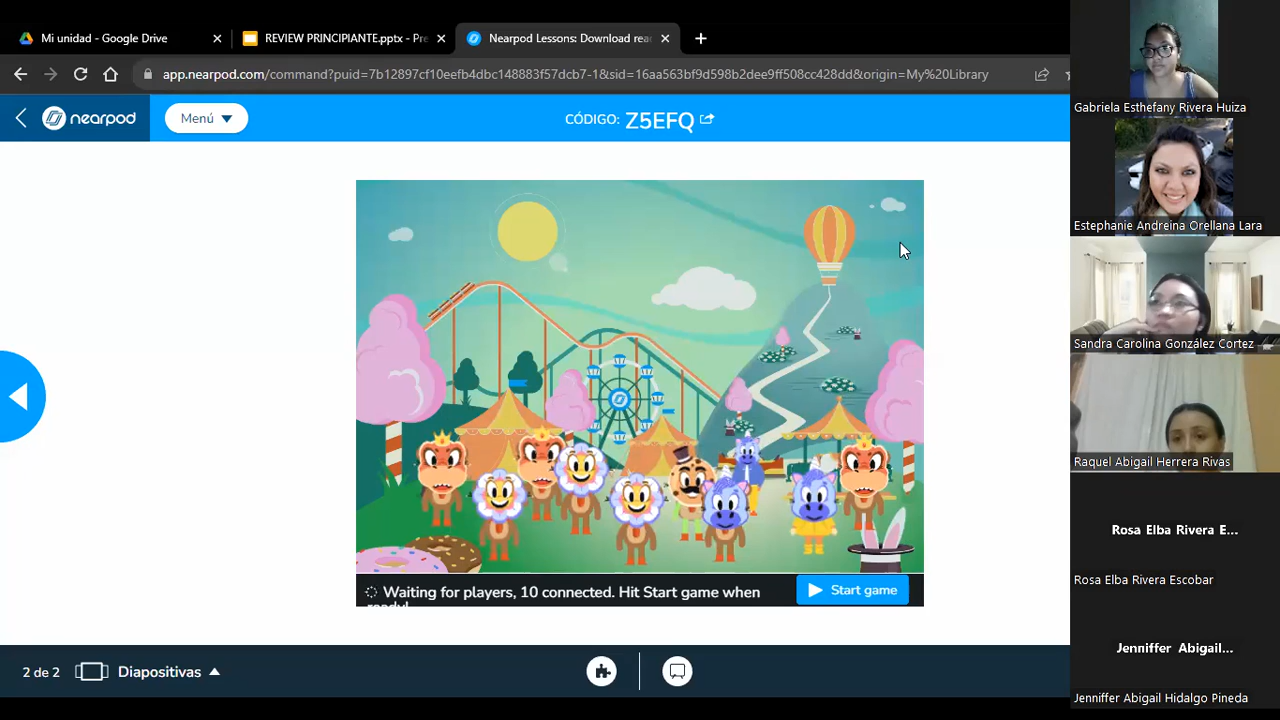 Mi unidad - Google Drive
REVIEW PRINCIPIANTE.pptx - Pre
Nearpod Lessons: Download rea
app.nearpod.com/command?puid=7b12897cf10eefb4dbc148883f57dcb7-1&sid=16aa563bf9d598b2dee9ff508cc428dd&origin=My%20Library
nearpod
Menú
CÓDIGO: Z5EFQ
Waiting for players, 10 connected. Hit Start game when
ready!
Start game
2 de 2
Diapositivas
Gabriela Esthefany Rivera Huiza
Estephanie Andreina Orellana Lara
Sandra Carolina González Cortez
Raquel Abigail Herrera Rivas
Rosa Elba Rivera E...
Rosa Elba Rivera Escobar
Jenniffer Abigail...
Jenniffer Abigail Hidalgo Pineda